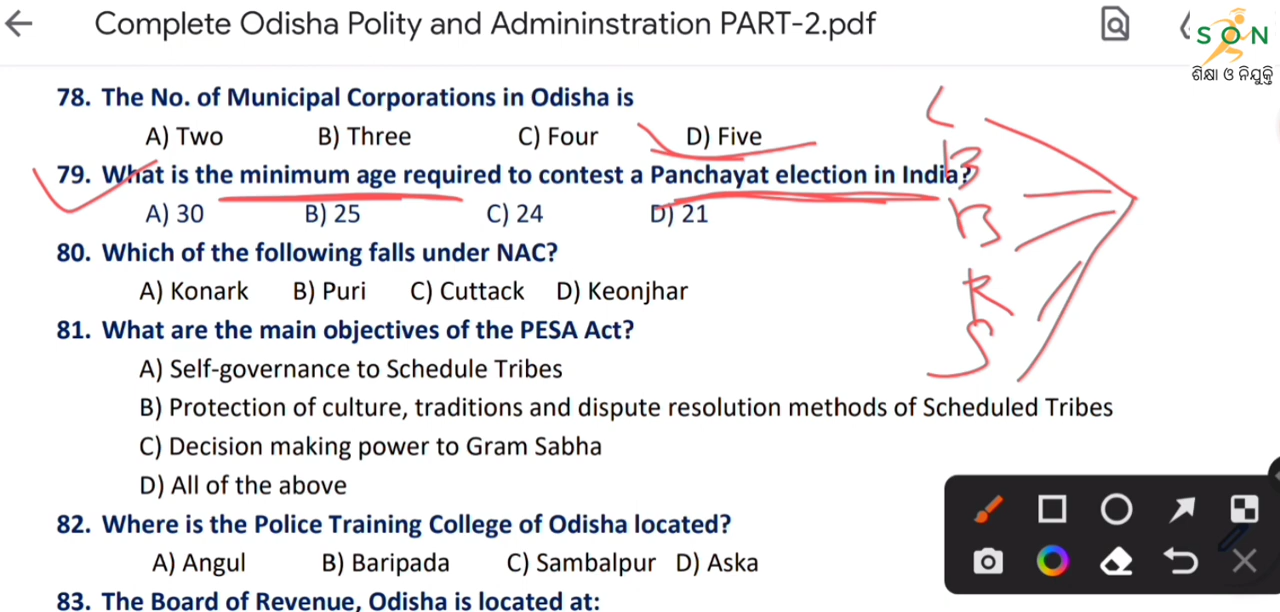 Complete Odisha Polity and Admininstration PART-2.pdf
SON
ଶିକ୍ଷା ଓ ନିଯୁକ୍ତି
78. The No. of Municipal Corporations in Odisha is
A) Two B) Three C) Four D) Five
79. What is the minimum age required to contest a Panchayat election in India?
A) 30 B) 25 C) 24 D) 21
80. Which of the following falls under NAC?
A) Konark B) Puri C) Cuttack D) Keonjhar
81. What are the main objectives of the PESA Act?
A) Self-governance to Schedule Tribes
B) Protection of culture, traditions and dispute resolution methods of Scheduled Tribes
C) Decision making power to Gram Sabha
D) All of the above
82. Where is the Police Training College of Odisha located?
A) Angul B) Baripada C) Sambalpur D) Aska
83. The Board of Revenue, Odisha is located at:
C
B
B
R
S